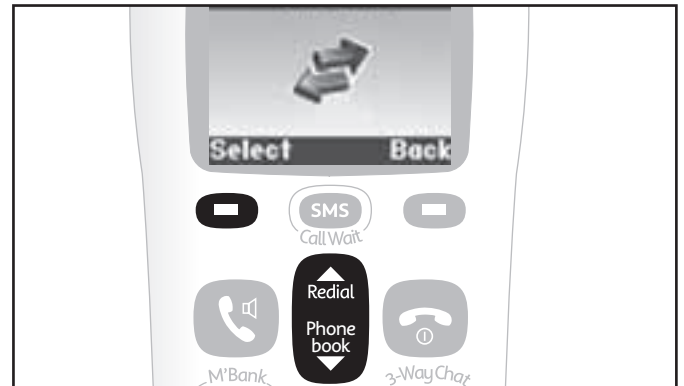 Select Back
SMS
Call Wait
Redial
Phone
book
M'Bank
3-Way Chat